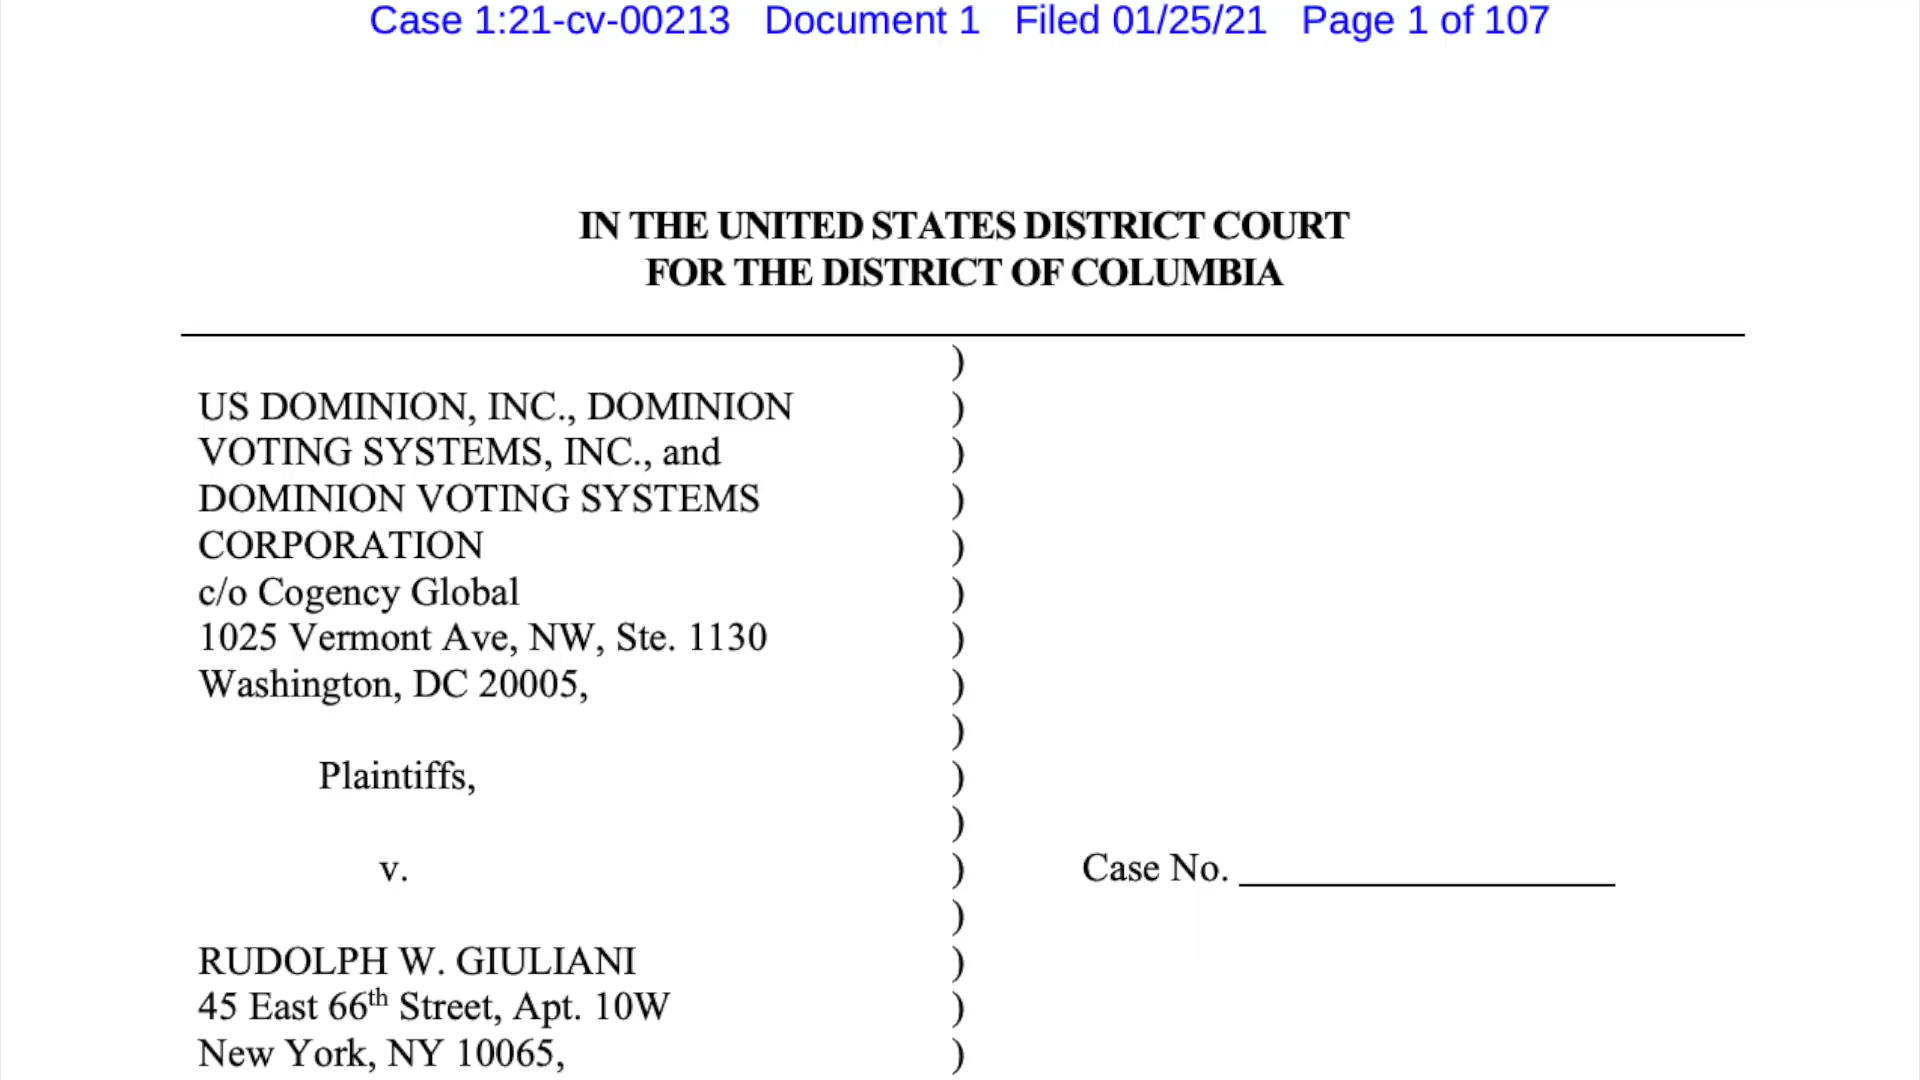 Case 1:21-cv-00213 Document 1 Filed 01/25/21 Page 1 of 107
IN THE UNITED STATES DISTRICT COURT
FOR THE DISTRICT OF COLUMBIA
)
US DOMINION, INC., DOMINION )
VOTING SYSTEMS, INC., and )
DOMINION VOTING SYSTEMS )
CORPORATION )
c/o Cogency Global )
1025 Vermont Ave, NW, Ste. 1130 )
Washington, DC 20005, )
)
Plaintiffs, )
)
v. ) Case No. ____________________
)
RUDOLPH W. GIULIANI )
45 East 66th Street, Apt. 10W )
New York, NY 10065, )